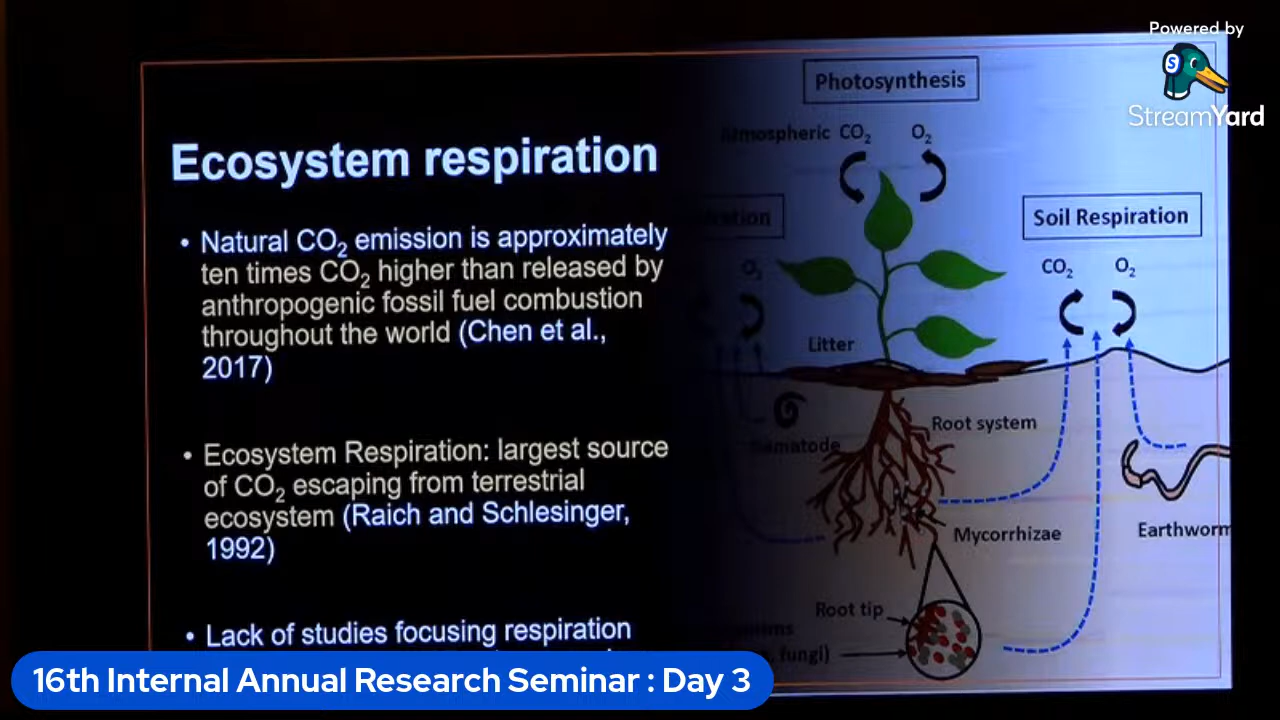 Powered by
StreamYard
Ecosystem respiration
• Natural CO₂ emission is approximately
ten times CO₂ higher than released by
anthropogenic fossil fuel combustion
throughout the world (Chen et al.,
2017)
• Ecosystem Respiration: largest source
of CO₂ escaping from terrestrial
ecosystem (Raich and Schlesinger,
1992)
• Lack of studies focusing respiration
Photosynthesis
Atmospheric CO₂ O₂
Soil Respiration
O₂
CO₂ O₂
Litter
Root system
Nematode
Mycorrhizae
Earthworm
Root tip
fungi)
16th Internal Annual Research Seminar : Day 3